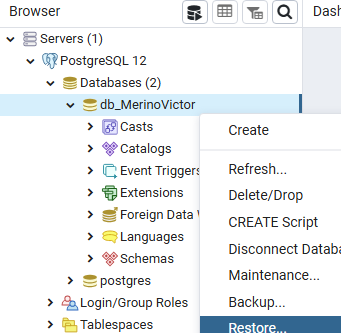 Browser
Dash
Servers (1)
PostgreSQL 12
Databases (2)
db_MerinoVictor
Casts
Create
Catalogs
Event Triggers
Refresh...
Extensions
Delete/Drop
Foreign Data
CREATE Script
Languages
Disconnect Databa
Schemas
Maintenance...
postgres
Backup...
Login/Group Roles
Tablespaces
Restore...